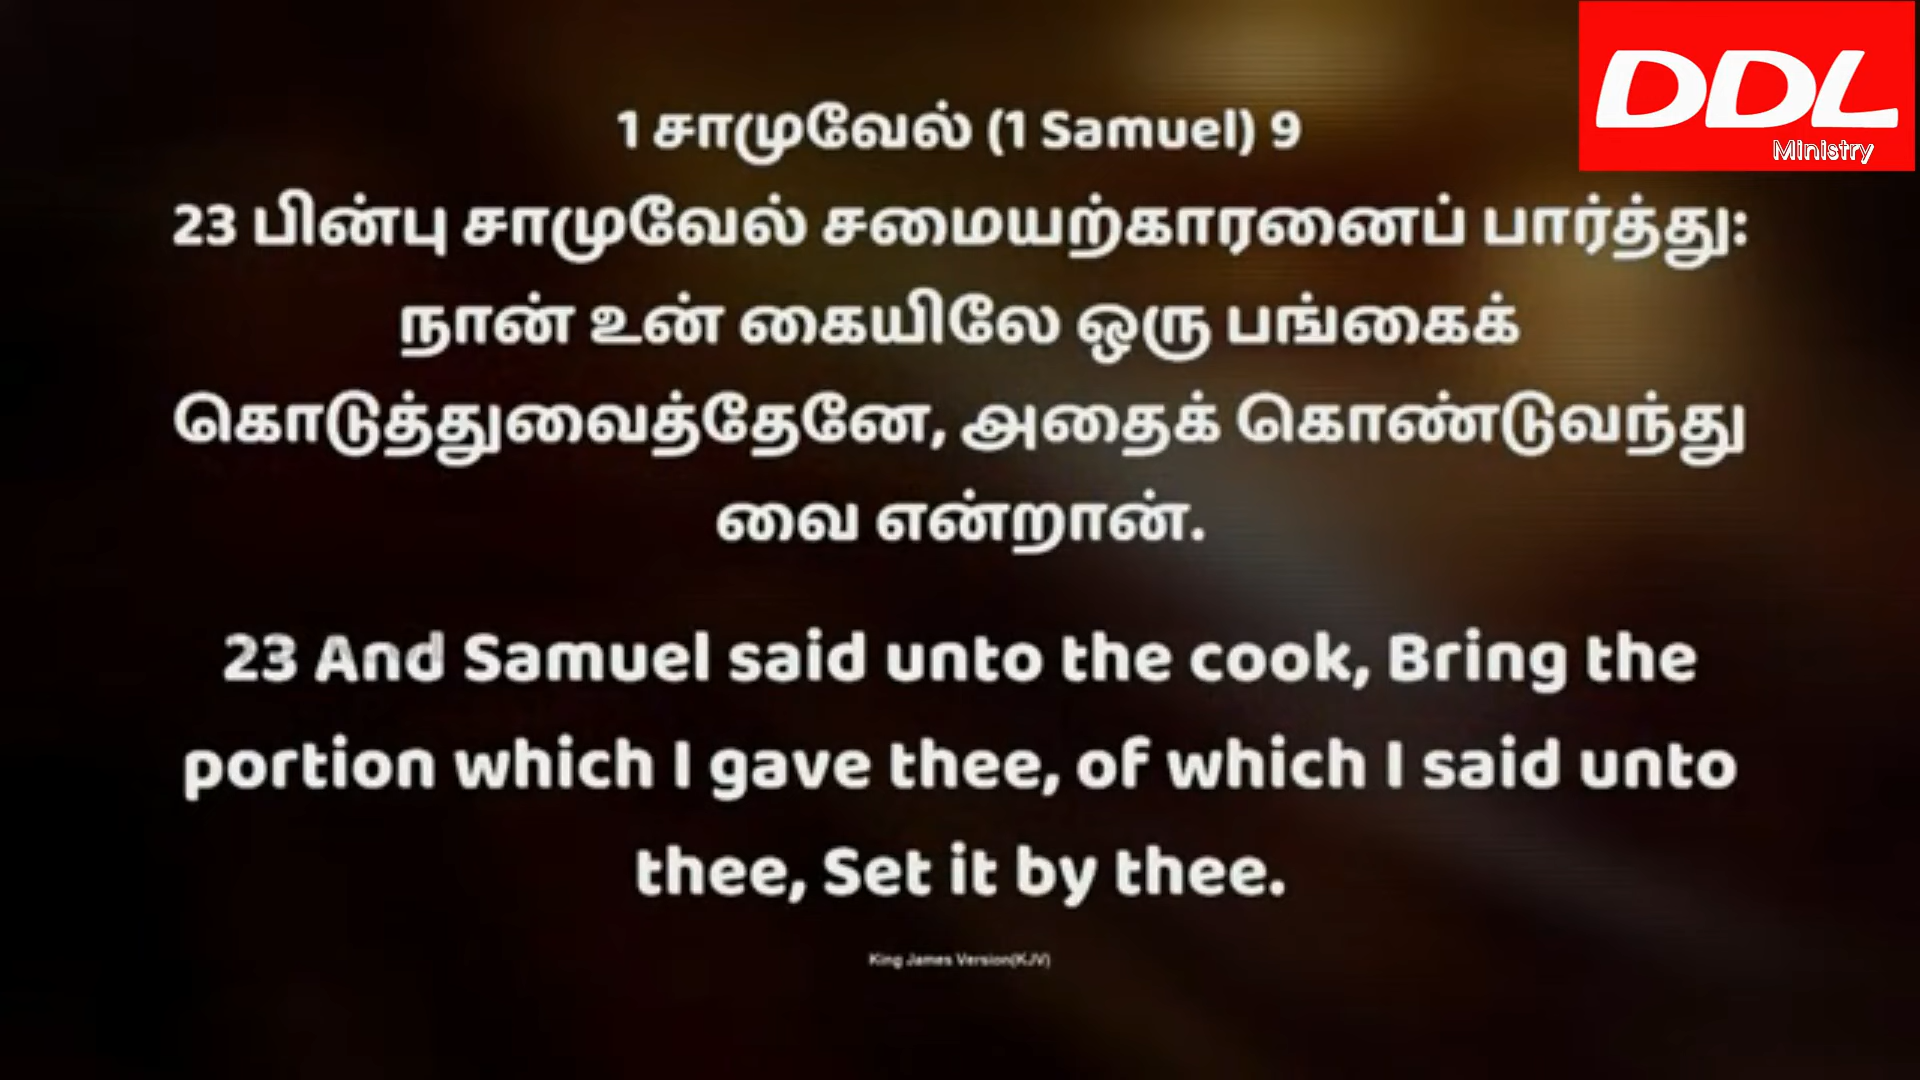 DDL
Ministry
1 சாமுவேல் (1 Samuel) 9
23 பின்பு சாமுவேல் சமையற்காரனைப் பார்த்து:
நான் உன் கையிலே ஒரு பங்கைக்
கொடுத்துவைத்தேனே, அதைக் கொண்டுவந்து
வை என்றான்.
23 And Samuel said unto the cook, Bring the
portion which I gave thee, of which I said unto
thee, Set it by thee.
King James Version(KJV)